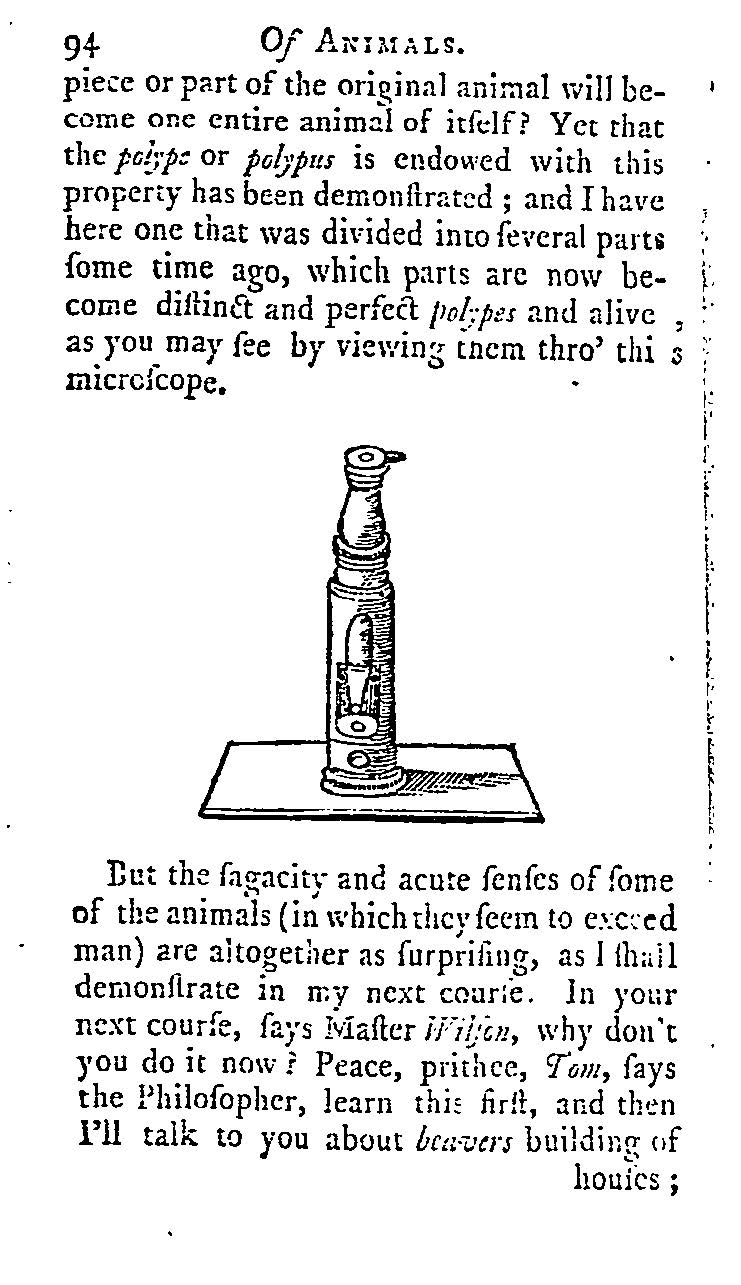 94 Of ANIMALS.
piece or part of the original animal will be-
come one entire animal of itſelf? Yet that
the polype or polypus is endowed with this
property has been demonſtrated ; and I have
here one that was divided into ſeveral parts
ſome time ago, which parts are now be-
come diſtinct and perfect polypes and alive ,
as you may ſee by viewing them thro' thi s
microſcope.
But the ſagacity and acute ſenſes of ſome
of the animals (in which they ſeem to exceed
man) are altogether as ſurpriſing, as I ſhall
demonſtrate in my next courſe. In your
next courſe, ſays Maſter Wilſon, why don't
you do it now ? Peace, prithee, Tom, ſays
the Philoſopher, learn this firſt, and then
I'll talk to you about beavers building of
houſes ;